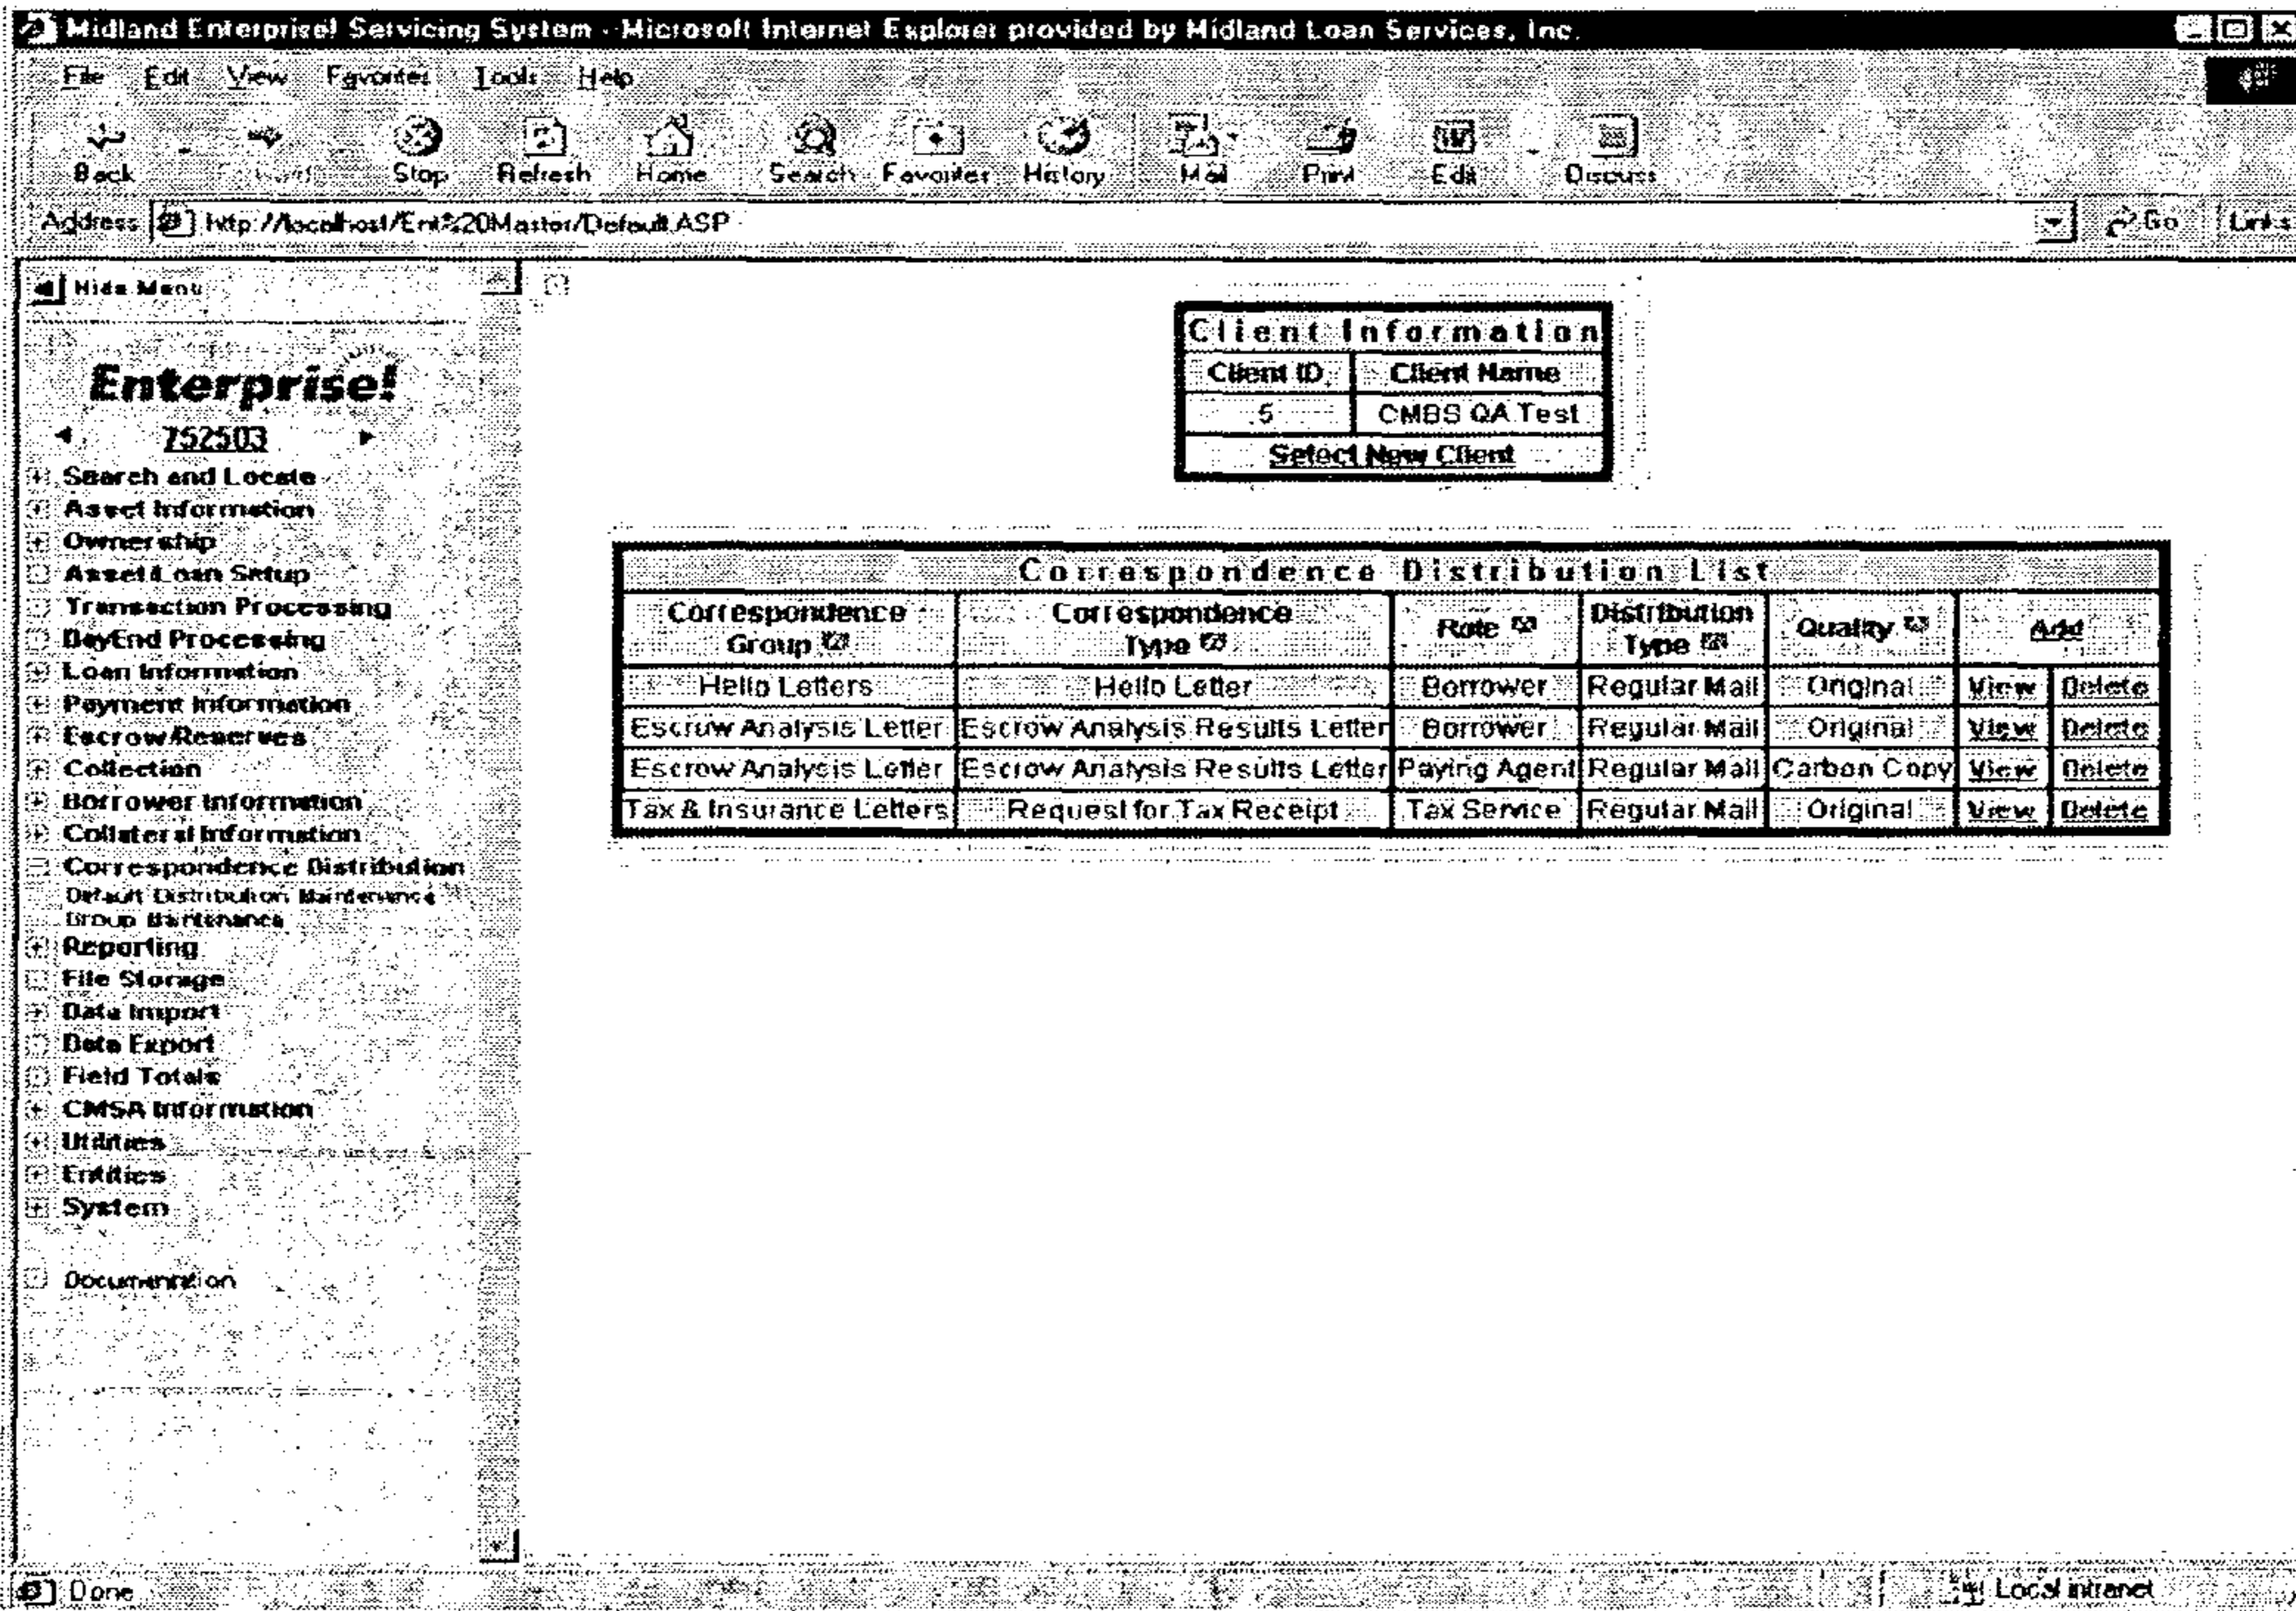 Midland Enterprise! Servicing System - Microsoft Internet Explorer provided by Midland Loan Services, Inc.
File Edit View Favorites Tools Help
Back Forward Stop Refresh Home Search Favorites History Mail Print Edit Discuss
Address http://localhost/Ent%20Master/Default.ASP Go Links
Hide Menu
Enterprise!
752503
Search and Locate
Asset Information
Ownership
Asset/Loan Setup
Transaction Processing
DayEnd Processing
Loan Information
Payment Information
Escrow/Reserves
Collection
Borrower Information
Collateral Information
Correspondence Distribution
Default Distribution Maintenance
Group Maintenance
Reporting
File Storage
Data Import
Data Export
Field Totals
CMSA Information
Utilities
Entities
System
Documentation
Client Information
Client ID Client Name
5 CMBS QA Test
Select New Client
Correspondence Distribution List
Correspondence Group Correspondence Type Role Distribution Type Quality Add
Hello Letters Hello Letter Borrower Regular Mail Original View Delete
Escrow Analysis Letter Escrow Analysis Results Letter Borrower Regular Mail Original View Delete
Escrow Analysis Letter Escrow Analysis Results Letter Paying Agent Regular Mail Carbon Copy View Delete
Tax & Insurance Letters Request for Tax Receipt Tax Service Regular Mail Original View Delete
Done Local intranet